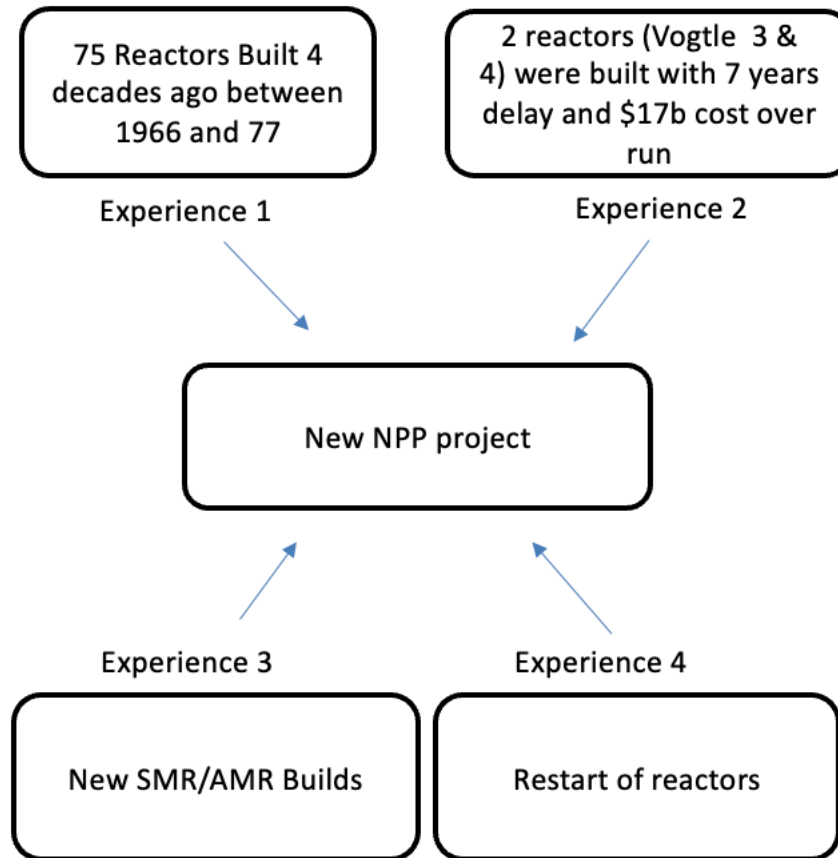 75 Reactors Built 4
decades ago between
1966 and 77
2 reactors (Vogtle 3 &
4) were built with 7 years
delay and $17b cost over
run
Experience 1
Experience 2
New NPP project
Experience 3
Experience 4
New SMR/AMR Builds
Restart of reactors